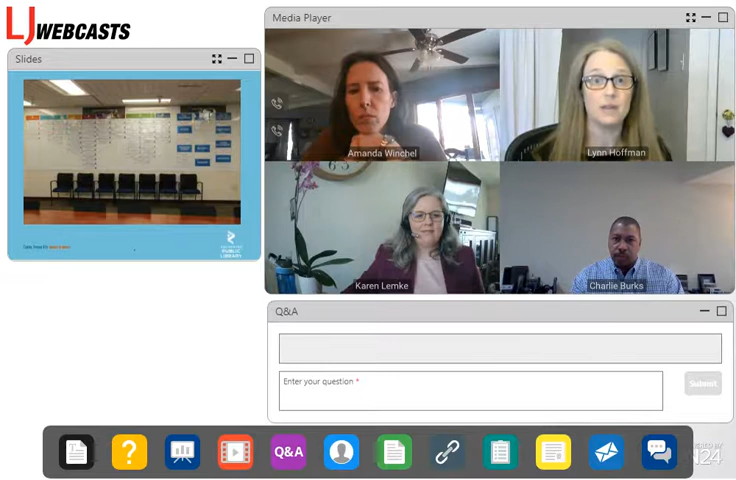 LJ WEBCASTS
Slides
Media Player
PUBLIC
LIBRARY
Amanda Winchel
Lynn Hoffman
Karen Lemke
Charlie Burks
Q&A
Enter your question *
Submit
?
Q&A
N24